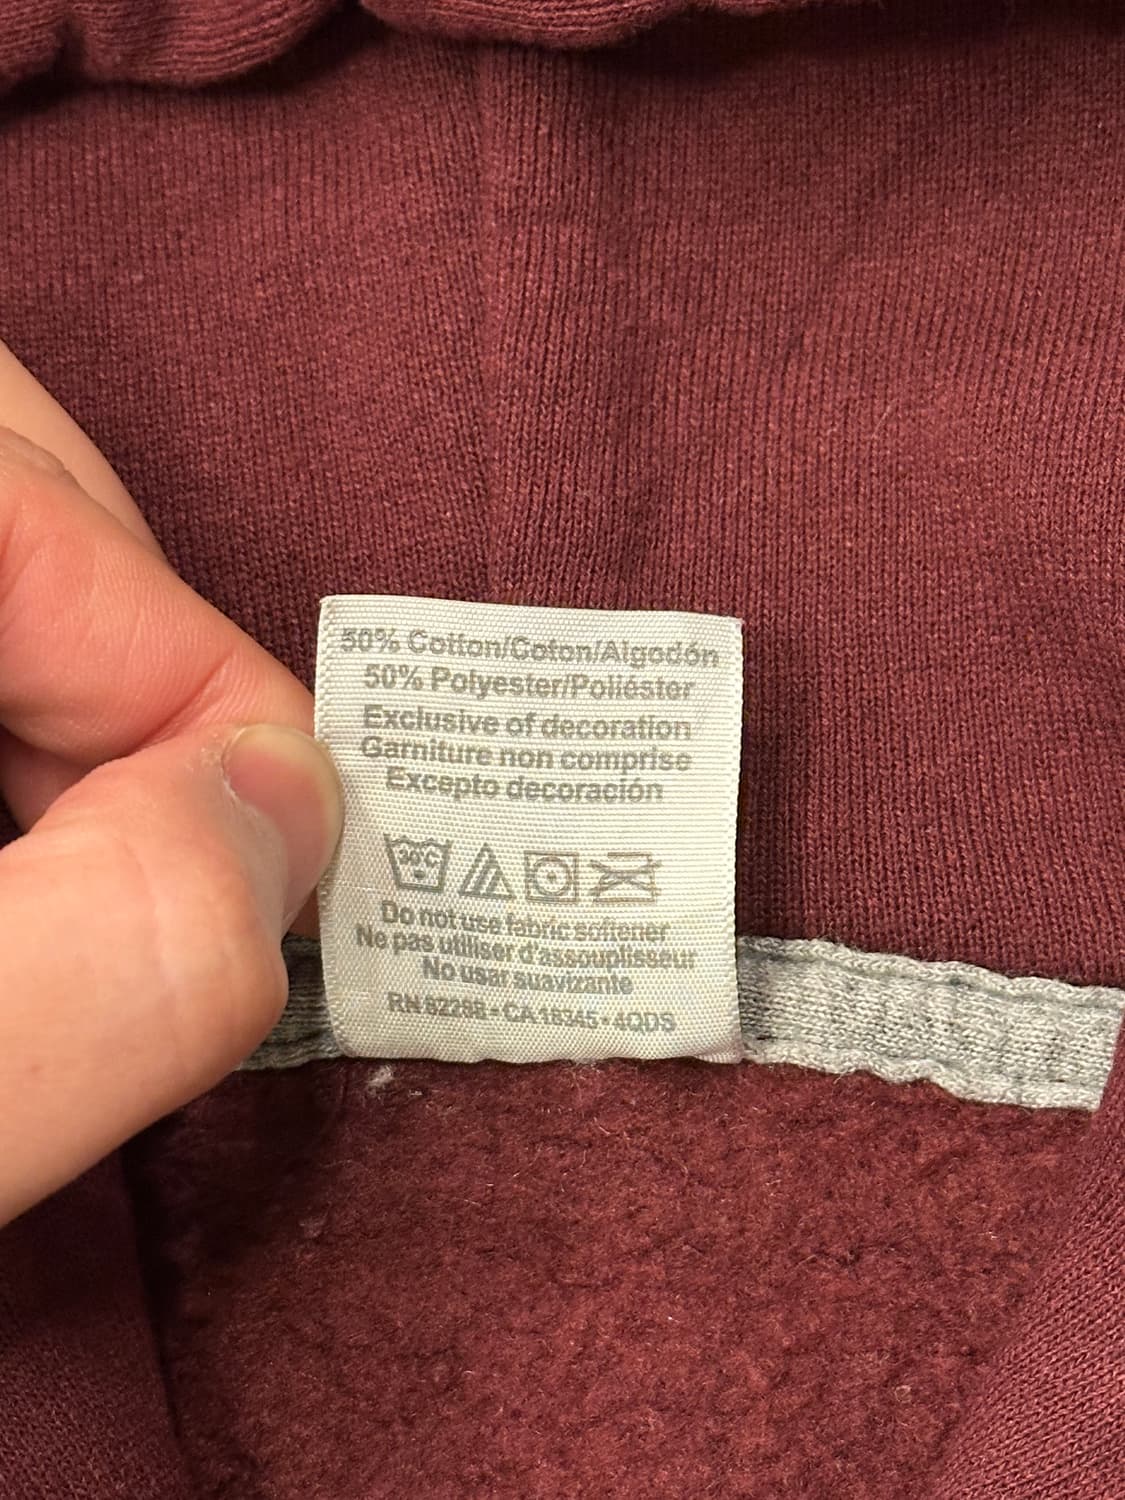 50% Cotton/Coton/Algodón
50% Polyester/Poliéster
Exclusive of decoration
Garniture non comprise
Excepto decoración
30°C
Do not use fabric softener
Ne pas utiliser d'assouplisseur
No usar suavizante
RN 82288 - CA 18345 • 4QDS